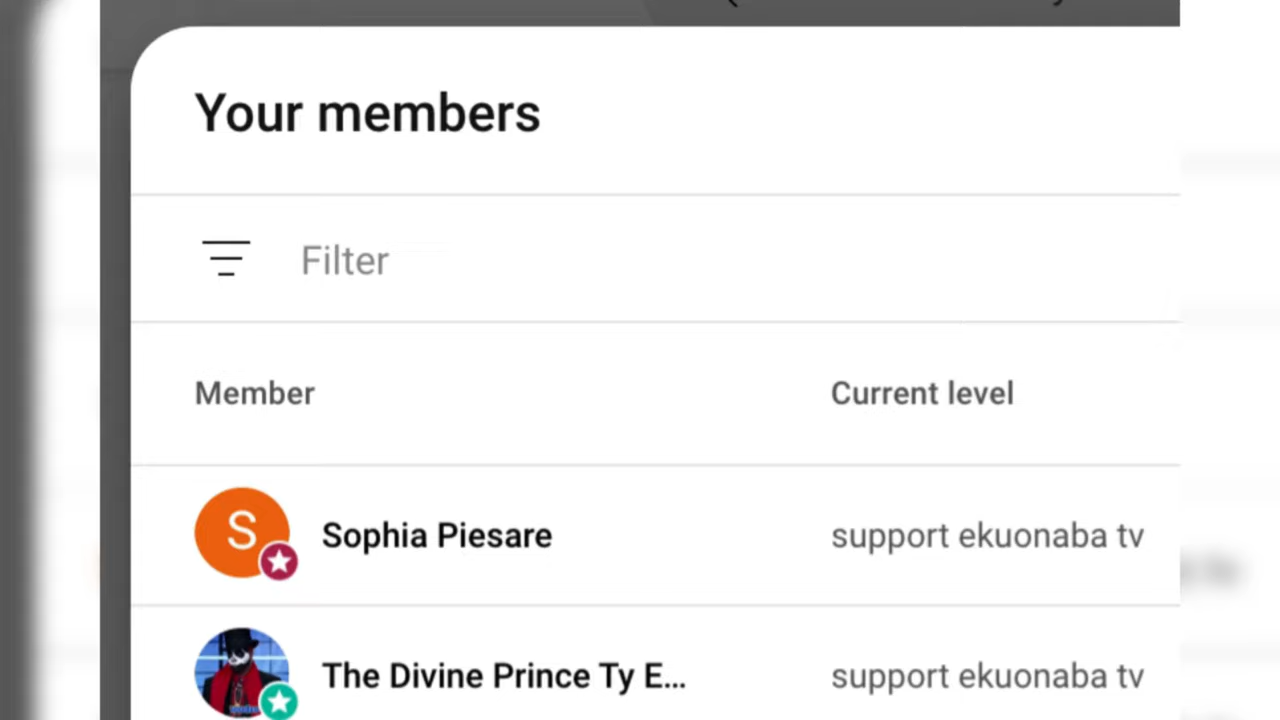 Your members
Filter
Member Current level
S Sophia Piesare support ekuonaba tv
The Divine Prince Ty E... support ekuonaba tv